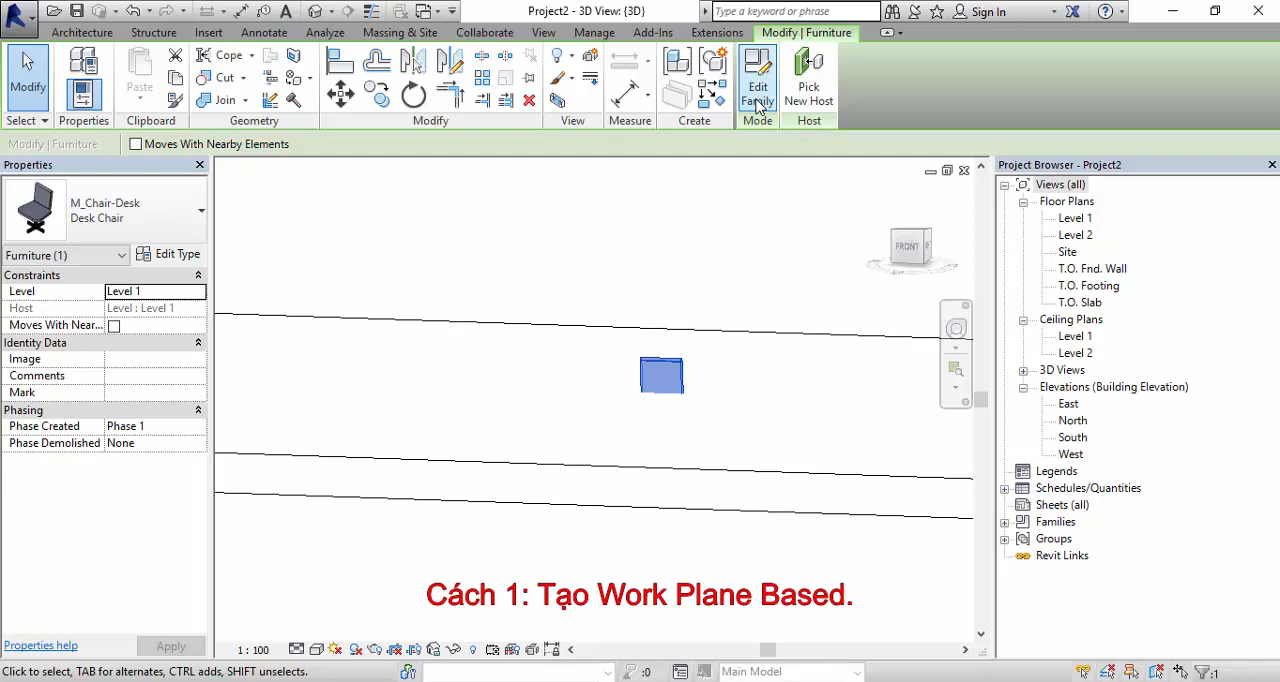 Project2 - 3D View: {3D}
Type a keyword or phrase
Sign In
Architecture Structure Insert Annotate Analyze Massing & Site Collaborate View Manage Add-Ins Extensions Modify | Furniture
Modify
Paste
Cope
Cut
Join
Edit Family
Pick New Host
Select Properties Clipboard Geometry Modify View Measure Create Mode Host
Modify | Furniture
Moves With Nearby Elements
Properties
M_Chair-Desk
Desk Chair
Furniture (1)
Edit Type
Constraints
Level Level 1
Host Level : Level 1
Moves With Near...
Identity Data
Image
Comments
Mark
Phasing
Phase Created Phase 1
Phase Demolished None
Properties help
Apply
FRONT
Cách 1: Tạo Work Plane Based.
1 : 100
Project Browser - Project2
Views (all)
Floor Plans
Level 1
Level 2
Site
T.O. Fnd. Wall
T.O. Footing
T.O. Slab
Ceiling Plans
Level 1
Level 2
3D Views
Elevations (Building Elevation)
East
North
South
West
Legends
Schedules/Quantities
Sheets (all)
Families
Groups
Revit Links
Click to select, TAB for alternates, CTRL adds, SHIFT unselects.
:0
Main Model
:1